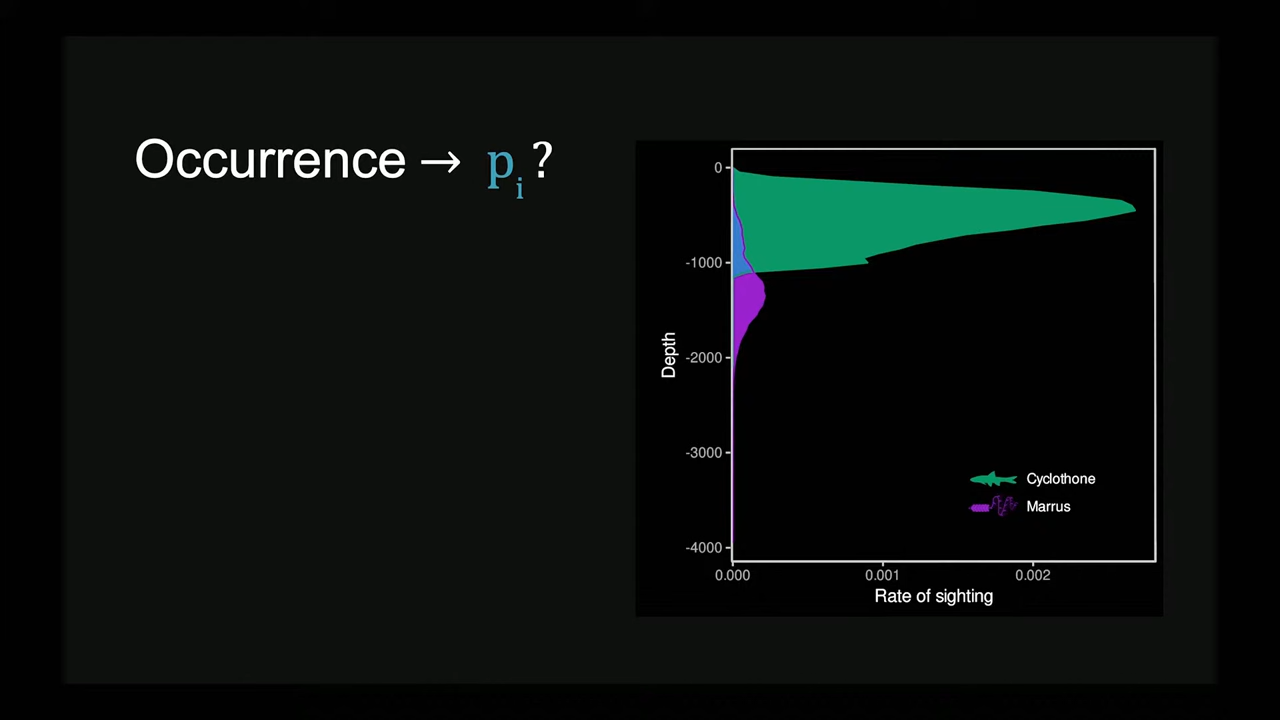 Occurrence → pᵢ?
0
-1000
-2000
-3000
-4000
Depth
0.000
0.001
0.002
Rate of sighting
Cyclothone
Marrus